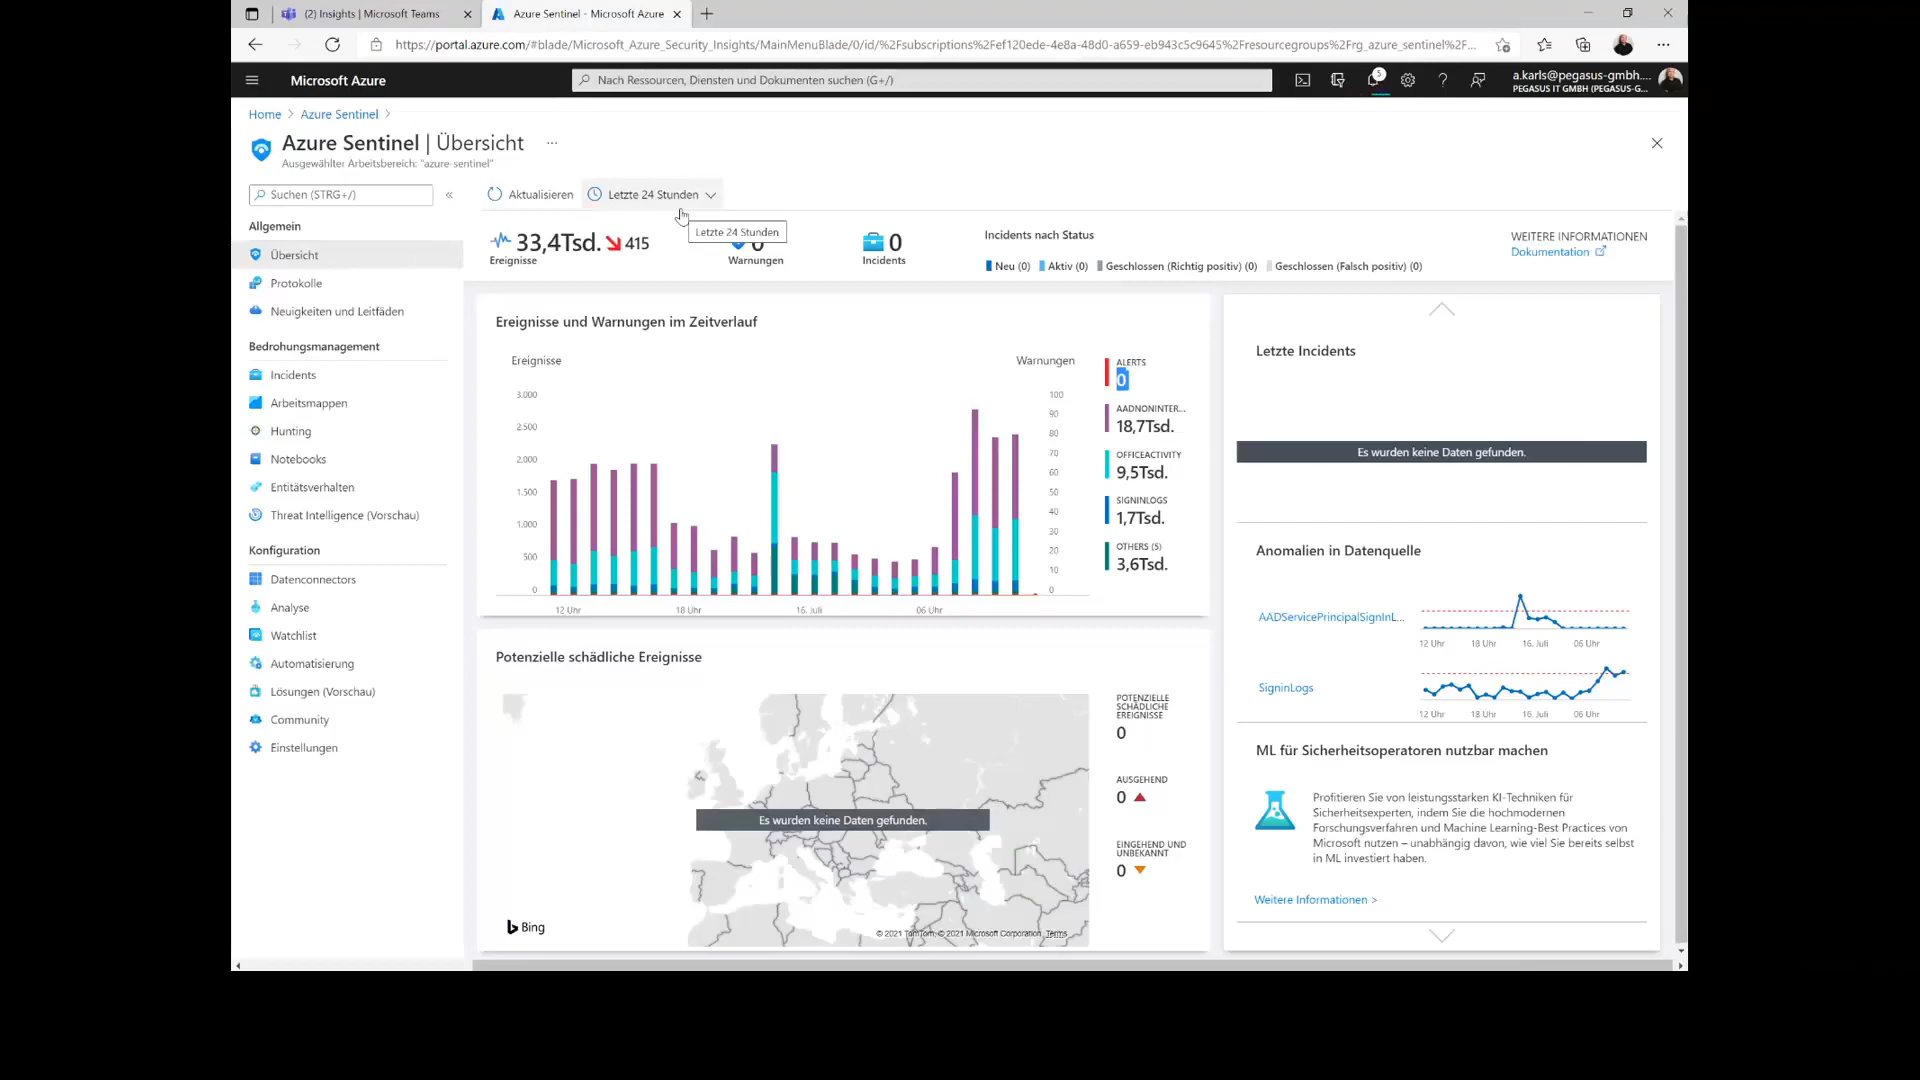 (2) Insights | Microsoft Teams
Azure Sentinel - Microsoft Azure
https://portal.azure.com/#blade/Microsoft_Azure_Security_Insights/MainMenuBlade/0/id/%2Fsubscriptions%2Fef120ede-4e8a-48d0-a659-eb943c5c9645%2Fresourcegroups%2Frg_azure_sentinel%2F...
Microsoft Azure
Nach Ressourcen, Diensten und Dokumenten suchen (G+/)
5
a.karls@pegasus-gmbh....
PEGASUS IT GMBH (PEGASUS-G...
Home > Azure Sentinel >
Azure Sentinel | Übersicht ...
Ausgewählter Arbeitsbereich: "azure-sentinel"
Suchen (STRG+/)
«
Allgemein
Übersicht
Protokolle
Neuigkeiten und Leitfäden
Bedrohungsmanagement
Incidents
Arbeitsmappen
Hunting
Notebooks
Entitätsverhalten
Threat Intelligence (Vorschau)
Konfiguration
Datenconnectors
Analyse
Watchlist
Automatisierung
Lösungen (Vorschau)
Community
Einstellungen
Aktualisieren
Letzte 24 Stunden
Letzte 24 Stunden
33,4Tsd. 415
Ereignisse
0
Warnungen
0
Incidents
Incidents nach Status
Neu (0) Aktiv (0) Geschlossen (Richtig positiv) (0) Geschlossen (Falsch positiv) (0)
WEITERE INFORMATIONEN
Dokumentation
Ereignisse und Warnungen im Zeitverlauf
Ereignisse
Warnungen
3.000
2.500
2.000
1.500
1.000
500
0
100
90
80
70
60
50
40
30
20
10
0
12 Uhr
18 Uhr
16. Juli
06 Uhr
ALERTS
0
AADNONINTER...
18,7Tsd.
OFFICEACTIVITY
9,5Tsd.
SIGNINLOGS
1,7Tsd.
OTHERS (5)
3,6Tsd.
Potenzielle schädliche Ereignisse
Es wurden keine Daten gefunden.
Bing
© 2021 TomTom, © 2021 Microsoft Corporation, Terms
POTENZIELLE
SCHÄDLICHE
EREIGNISSE
0
AUSGEHEND
0
EINGEHEND UND
UNBEKANNT
0
Letzte Incidents
Es wurden keine Daten gefunden.
Anomalien in Datenquelle
AADServicePrincipalSignInL...
12 Uhr
18 Uhr
16. Juli
06 Uhr
SigninLogs
12 Uhr
18 Uhr
16. Juli
06 Uhr
ML für Sicherheitsoperatoren nutzbar machen
Profitieren Sie von leistungsstarken KI-Techniken für
Sicherheitsexperten, indem Sie die hochmodernen
Forschungsverfahren und Machine Learning-Best Practices von
Microsoft nutzen – unabhängig davon, wie viel Sie bereits selbst
in ML investiert haben.
Weitere Informationen >